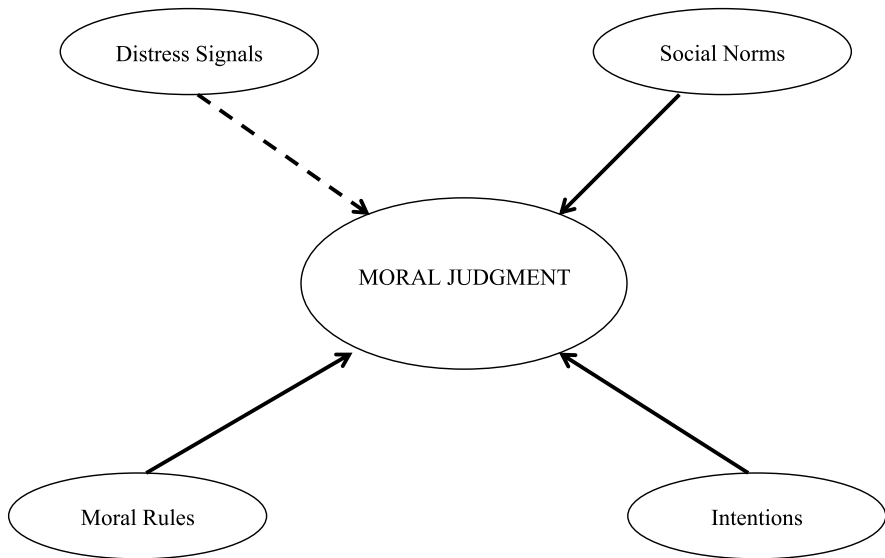 Distress Signals
Social Norms
MORAL JUDGMENT
Moral Rules
Intentions